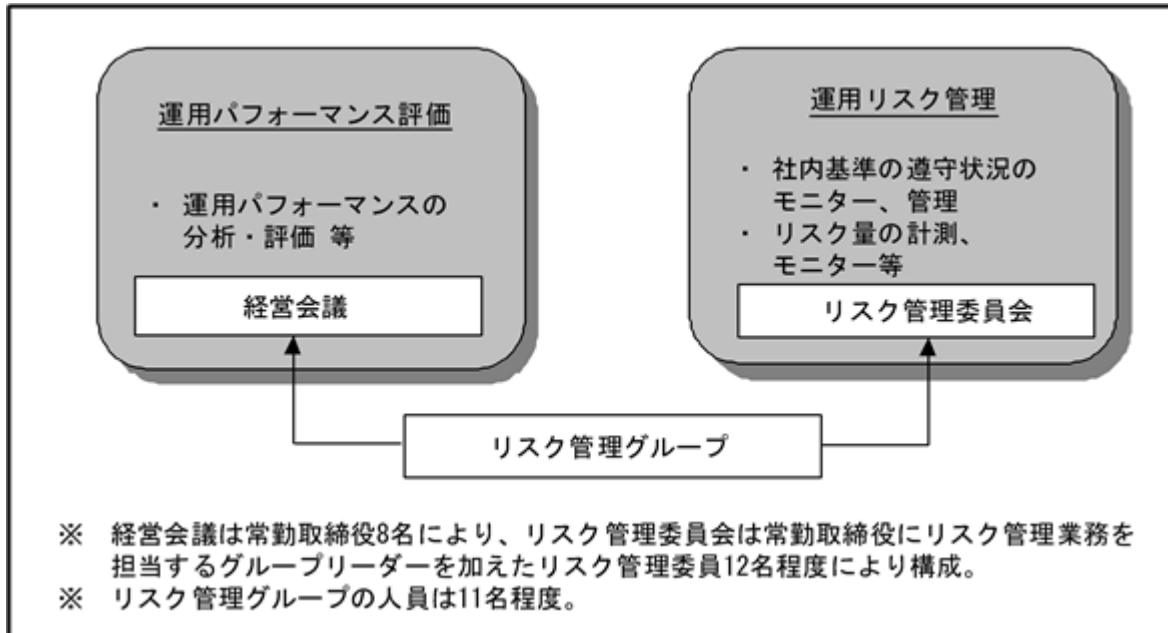 運用パフォーマンス評価
・ 運用パフォーマンスの
分析・評価 等
経営会議
運用リスク管理
・ 社内基準の遵守状況の
モニター、管理
・ リスク量の計測、
モニター等
リスク管理委員会
リスク管理グループ
※ 経営会議は常勤取締役8名により、リスク管理委員会は常勤取締役にリスク管理業務を
担当するグループリーダーを加えたリスク管理委員12名程度により構成。
※ リスク管理グループの人員は11名程度。